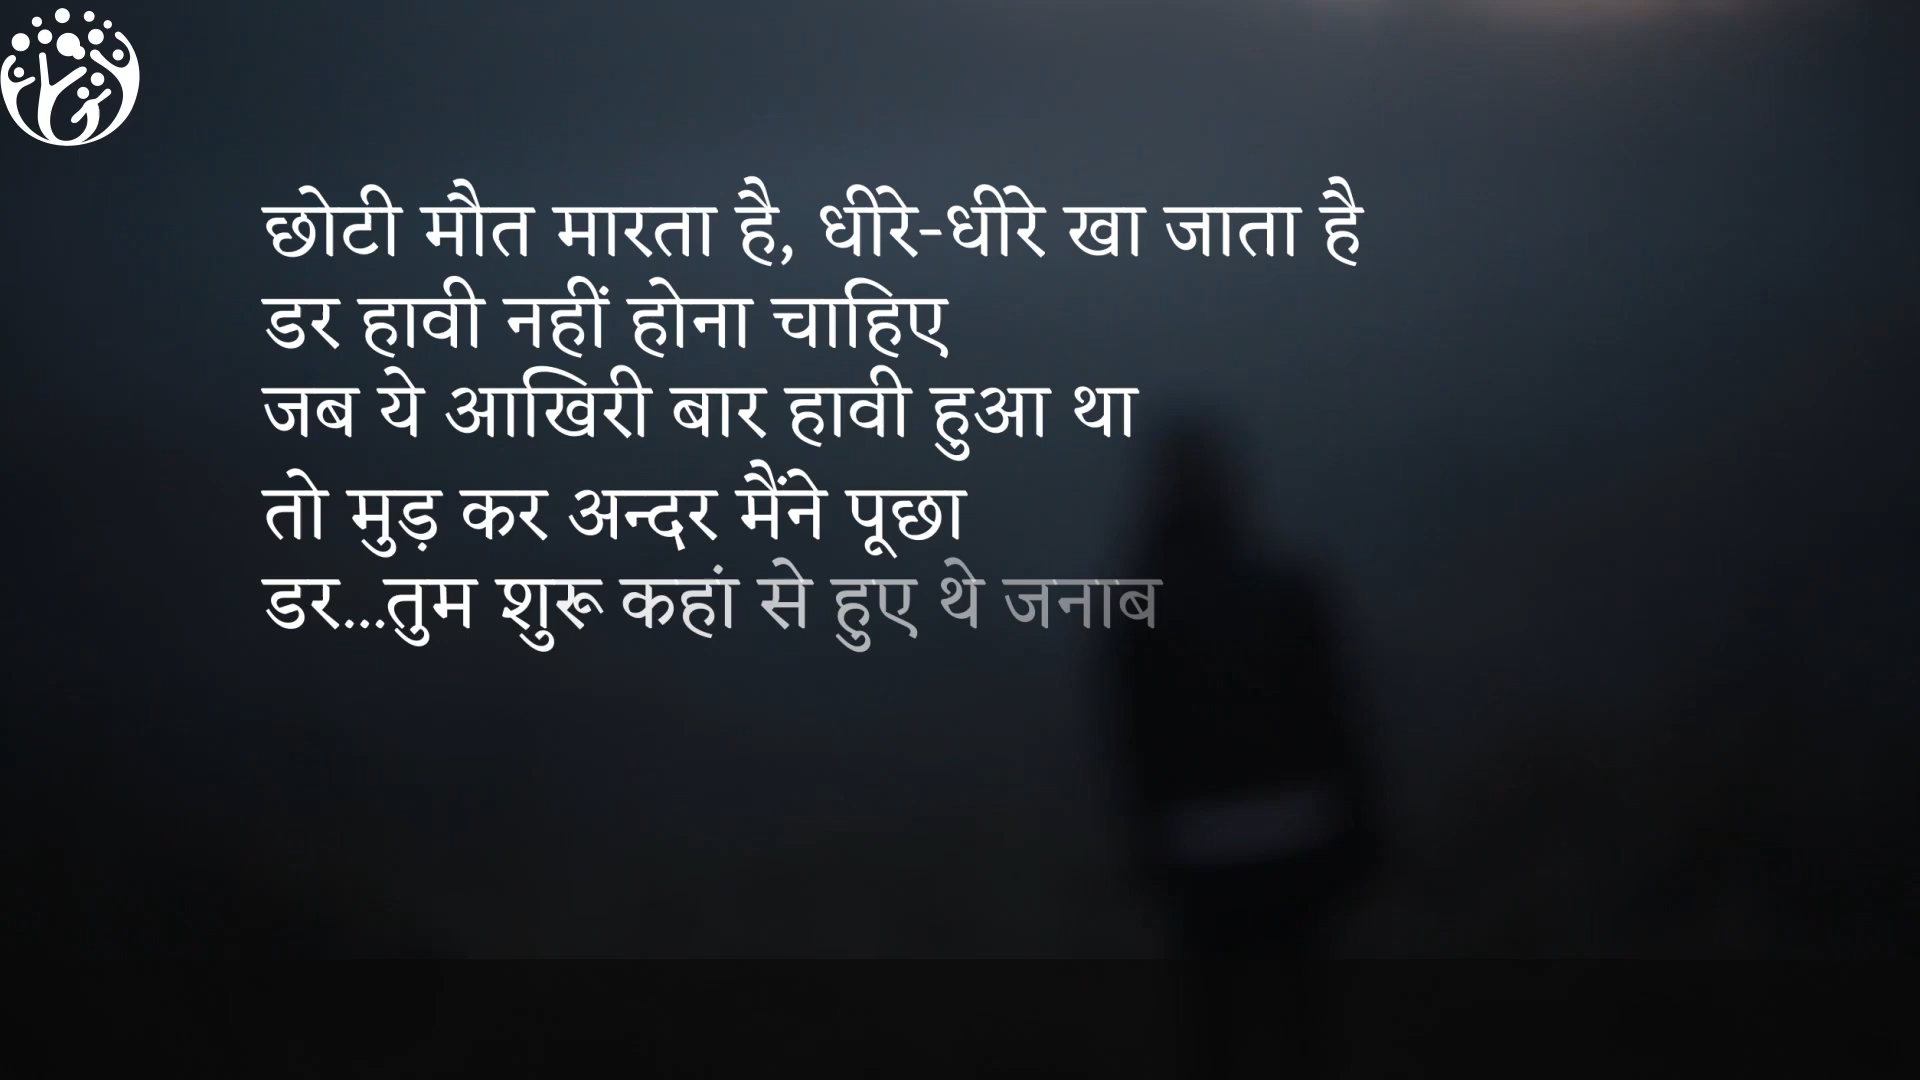 छोटी मौत मारता है, धीरे-धीरे खा जाता है
डर हावी नहीं होना चाहिए
जब ये आखिरी बार हावी हुआ था
तो मुड़ कर अन्दर मैंने पूछा
डर...तुम शुरू कहां से हुए थे जनाब